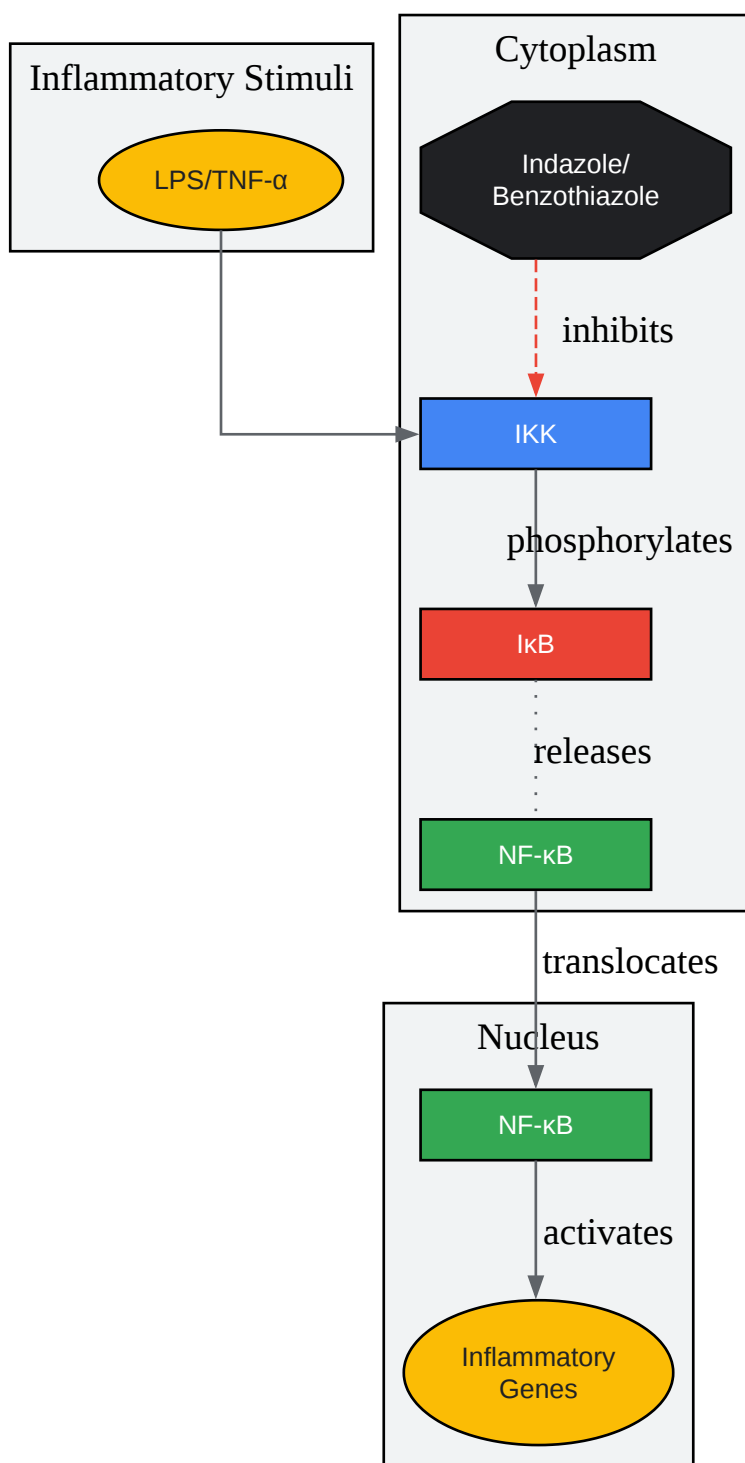 Cytoplasm
Inflammatory Stimuli
LPS/TNF-α
Indazole/
Benzothiazole
inhibits
IKK
phosphorylates
IκB
releases
NF-κB
translocates
Nucleus
NF-κB
activates
Inflammatory
Genes